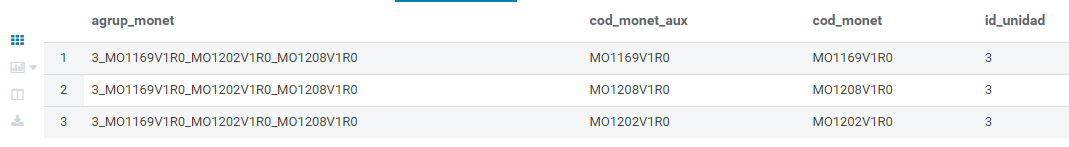 agrup_monet cod_monet_aux cod_monet id_unidad
1 3_MO1169V1R0_MO1202V1R0_MO1208V1R0 MO1169V1R0 MO1169V1R0 3
2 3_MO1169V1R0_MO1202V1R0_MO1208V1R0 MO1208V1R0 MO1208V1R0 3
3 3_MO1169V1R0_MO1202V1R0_MO1208V1R0 MO1202V1R0 MO1202V1R0 3